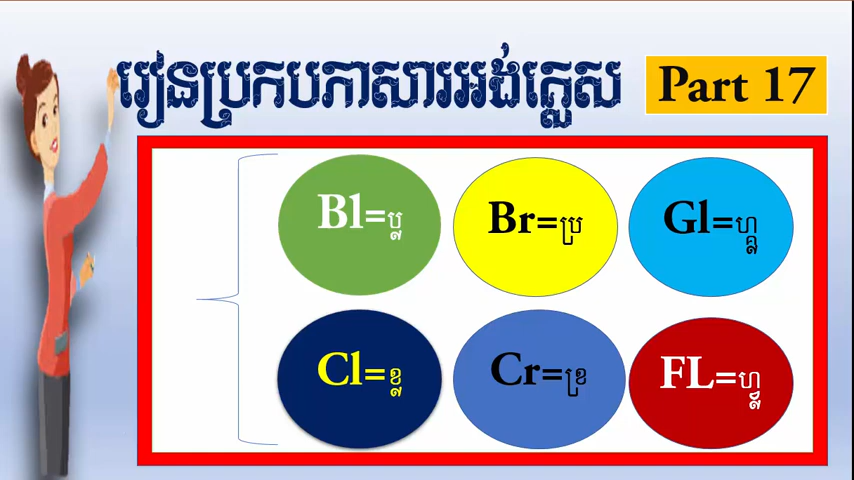 រៀនប្រកបភាសារអង់គ្លេស
Part 17
Bl=ប្ល
Br=ប្រ
Gl=ហ្គ្ល
Cl=ខ្ល
Cr=ខ្រ
FL=ហ្វ្ល